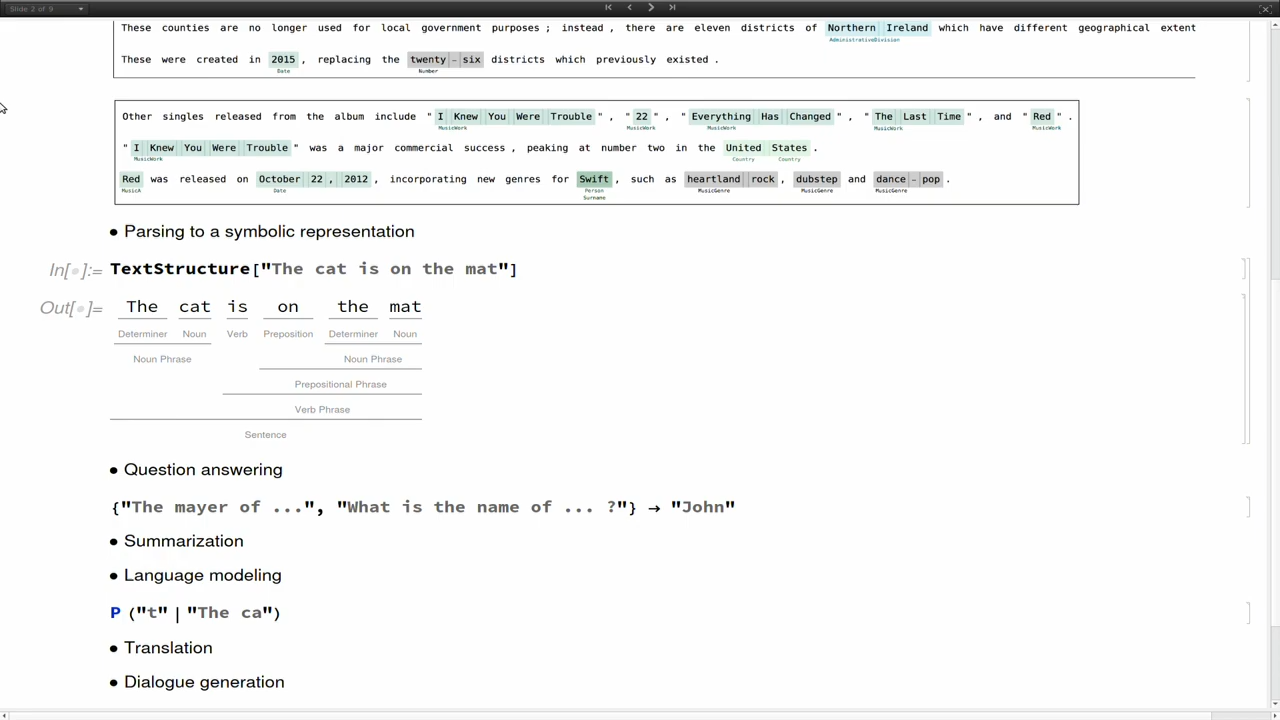 Slide 2 of 9
These counties are no longer used for local government purposes ; instead , there are eleven districts of Northern Ireland which have different geographical extent
AdministrativeDivision
These were created in 2015 , replacing the twenty - six districts which previously existed .
Date Number
Other singles released from the album include " I Knew You Were Trouble " , " 22 " , " Everything Has Changed " , " The Last Time " , and " Red " .
MusicWork MusicWork MusicWork MusicWork MusicWork
" I Knew You Were Trouble " was a major commercial success , peaking at number two in the United States .
MusicWork Country Country
Red was released on October 22 , 2012 , incorporating new genres for Swift , such as heartland rock , dubstep and dance - pop .
MusicA Date Person MusicGenre MusicGenre MusicGenre
Surname
● Parsing to a symbolic representation
In[●]:= TextStructure["The cat is on the mat"]
Out[●]= The cat is on the mat
Determiner Noun Verb Preposition Determiner Noun
Noun Phrase Noun Phrase
Prepositional Phrase
Verb Phrase
Sentence
● Question answering
{"The mayer of ...", "What is the name of ... ?"} → "John"
● Summarization
● Language modeling
P ("t" | "The ca")
● Translation
● Dialogue generation